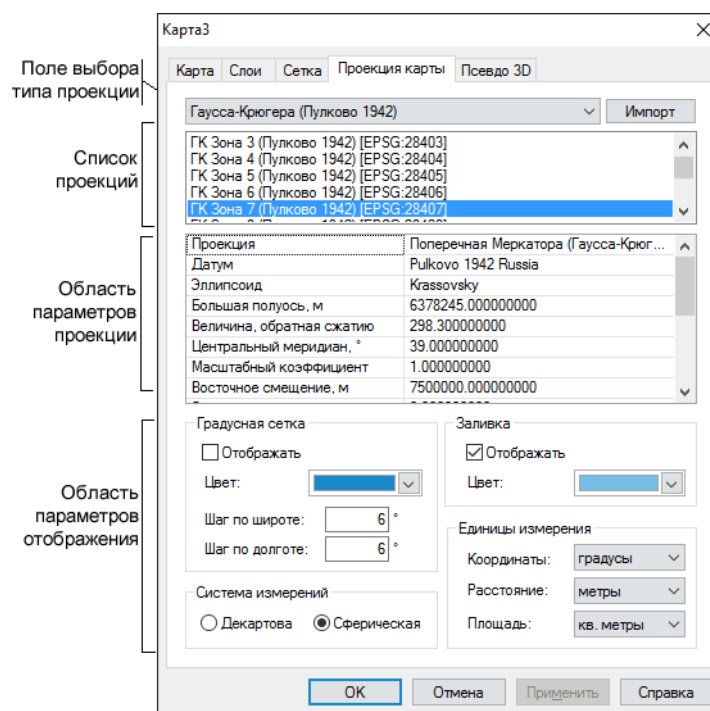 Карта3
Карта Слои Сетка Проекция карты Псевдо 3D
Поле выбора
типа проекции
Гаусса-Крюгера (Пулково 1942)
Импорт
Список
проекций
ГК Зона 3 (Пулково 1942) [EPSG:28403]
ГК Зона 4 (Пулково 1942) [EPSG:28404]
ГК Зона 5 (Пулково 1942) [EPSG:28405]
ГК Зона 6 (Пулково 1942) [EPSG:28406]
ГК Зона 7 (Пулково 1942) [EPSG:28407]
Область
параметров
проекции
Проекция Поперечная Меркатора (Гаусса-Крюг...
Датум Pulkovo 1942 Russia
Эллипсоид Krassovsky
Большая полуось, м 6378245.000000000
Величина, обратная сжатию 298.300000000
Центральный меридиан, ° 39.000000000
Масштабный коэффициент 1.000000000
Восточное смещение, м 7500000.000000000
Область
параметров
отображения
Градусная сетка
Отображать
Цвет:
Шаг по широте: 6 °
Шаг по долготе: 6 °
Система измерений
Декартова Сферическая
Заливка
Отображать
Цвет:
Единицы измерения
Координаты: градусы
Расстояние: метры
Площадь: кв. метры
OK Отмена Применить Справка